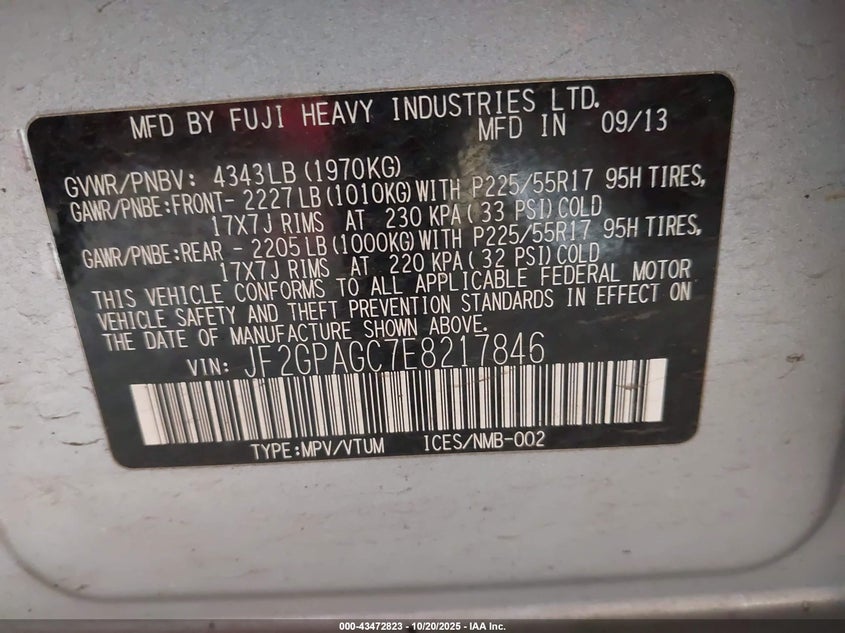 MFD BY FUJI HEAVY INDUSTRIES LTD.
MFD IN 09/13
GVWR/PNBV: 4343LB (1970KG)
GAWR/PNBE:FRONT- 2227LB (1010KG) WITH P225/55R17 95H TIRES,
17X7J RIMS AT 230 KPA( 33 PSI) COLD
GAWR/PNBE:REAR - 2205LB (1000KG) WITH P225/55R17 95H TIRES,
17X7J RIMS AT 220 KPA( 32 PSI) COLD
THIS VEHICLE CONFORMS TO ALL APPLICABLE FEDERAL MOTOR
VEHICLE SAFETY AND THEFT PREVENTION STANDARDS IN EFFECT ON
THE DATE OF MANUFACTURE SHOWN ABOVE.
VIN: JF2GPAGC7E8217846
TYPE:MPV/VTUM ICES/NMB-002
000-43472823 - 10/20/2025 - IAA Inc.